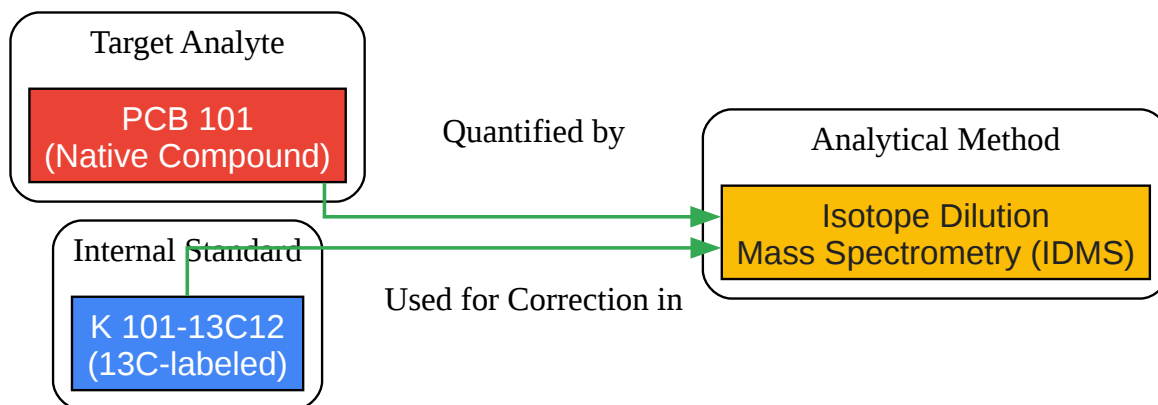 Target Analyte
PCB 101
(Native Compound)
Quantified by
Analytical Method
Isotope Dilution
Mass Spectrometry (IDMS)
Internal Standard
Used for Correction in
K 101-13C12
(13C-labeled)